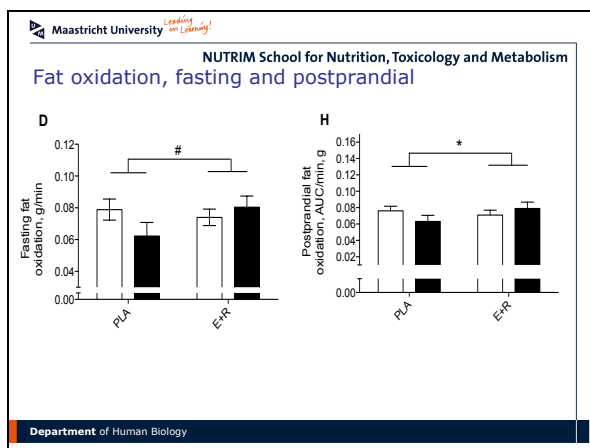 Maastricht University
Leading
in Learning!
NUTRIM School for Nutrition, Toxicology and Metabolism
Fat oxidation, fasting and postprandial
D
Fasting fat
oxidation, g/min
0.12
0.10
0.08
0.06
0.04
0.00
#
PLA
E+R
H
Postprandial fat
oxidation, AUC/min, g
0.16
0.14
0.12
0.10
0.08
0.06
0.04
0.02
0.00
*
PLA
E+R
Department of Human Biology